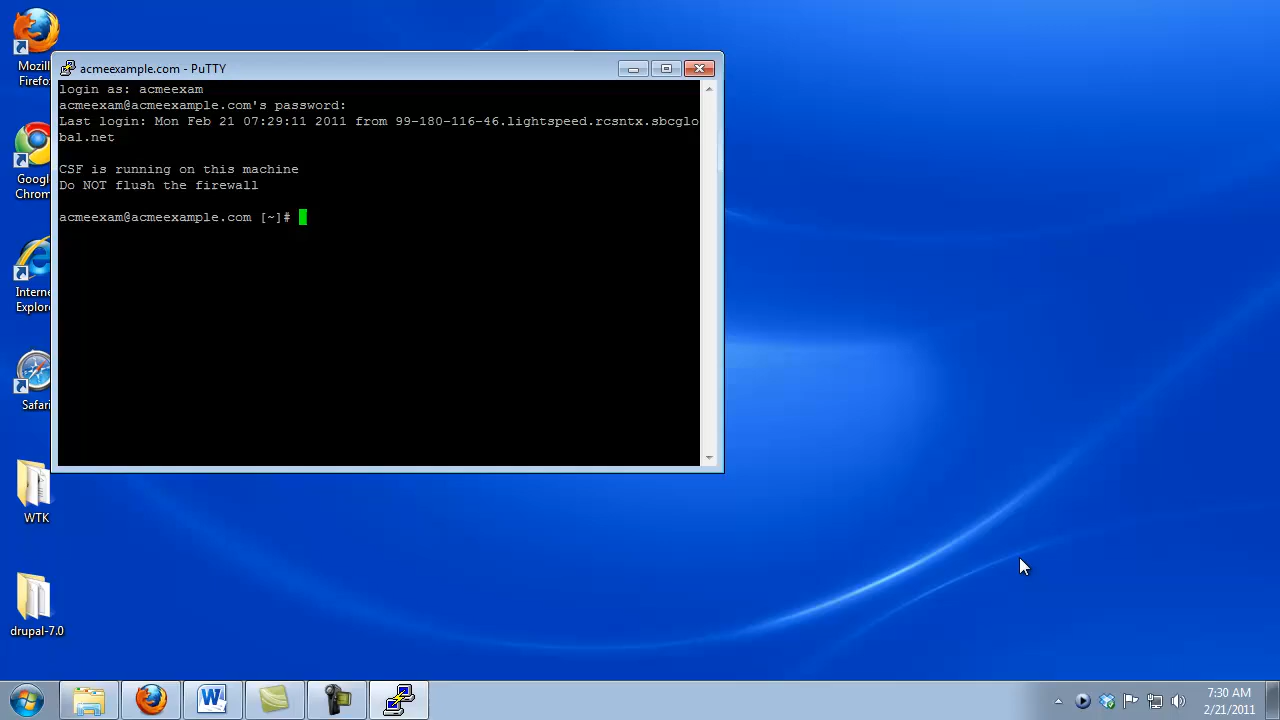 acmeexample.com - PuTTY
login as: acmeexam
acmeexam@acmeexample.com's password:
Last login: Mon Feb 21 07:29:11 2011 from 99-180-116-46.lightspeed.rcsntx.sbcglo
bal.net
CSF is running on this machine
Do NOT flush the firewall
acmeexam@acmeexample.com [~]#
Mozil
Firefo
Google
Chrom
Intern
Explor
Safari
WTK
drupal-7.0
7:30 AM
2/21/2011